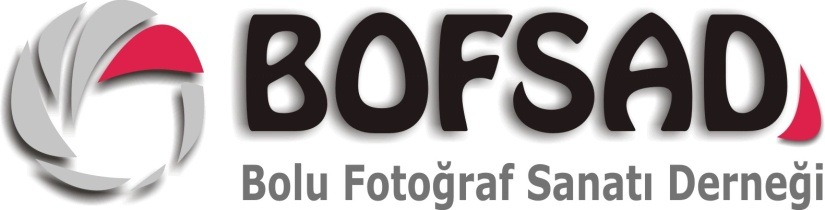 BOFSAD
Bolu Fotoğraf Sanatı Derneği